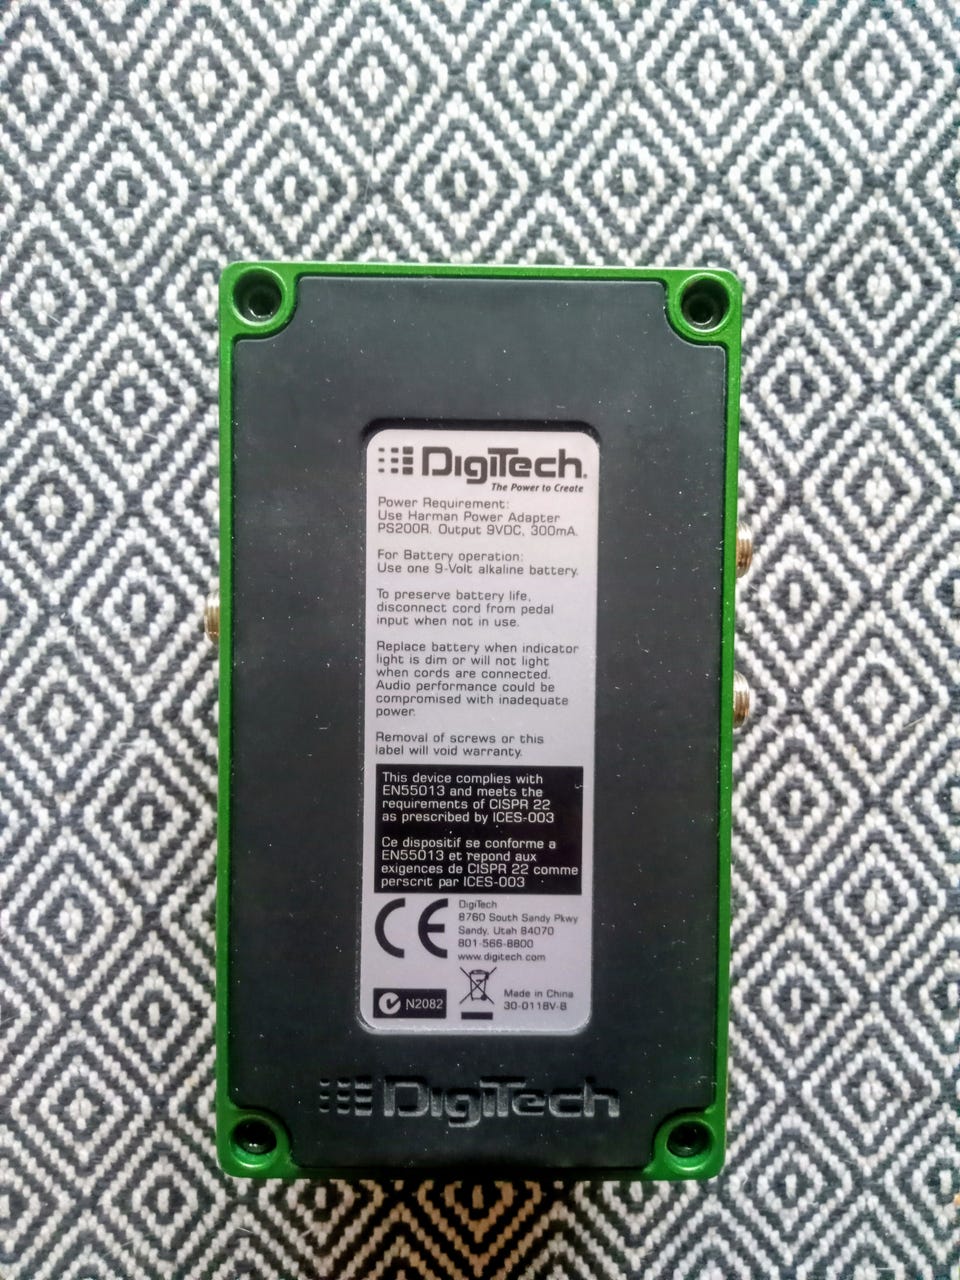 DigiTech®
The Power to Create
Power Requirement:
Use Harman Power Adapter
PS200R. Output 9VDC, 300mA.
For Battery operation:
Use one 9-Volt alkaline battery.
To preserve battery life,
disconnect cord from pedal
input when not in use.
Replace battery when indicator
light is dim or will not light
when cords are connected.
Audio performance could be
compromised with inadequate
power.
Removal of screws or this
label will void warranty.
This device complies with
EN55013 and meets the
requirements of CISPR 22
as prescribed by ICES-003
Ce dispositif se conforme a
EN55013 et repond aux
exigences de CISPR 22 comme
perscrit par ICES-003
CE
DigiTech
8760 South Sandy Pkwy
Sandy, Utah 84070
801-566-8800
www.digitech.com
N2082
Made in China
30-0118V-B
DigiTech